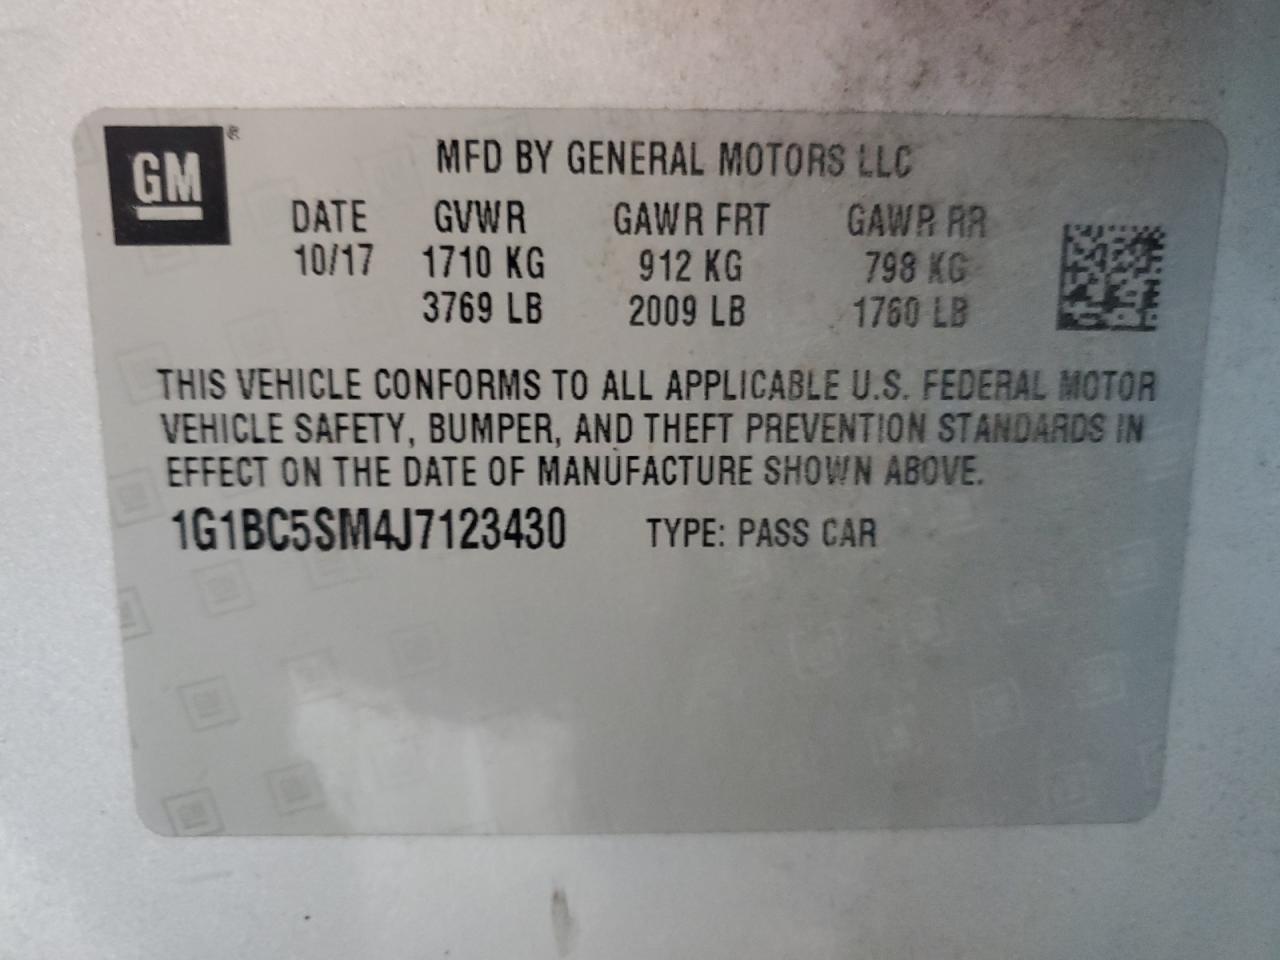 GM®
MFD BY GENERAL MOTORS LLC
DATE GVWR GAWR FRT GAWR RR
10/17 1710 KG 912 KG 798 KG
3769 LB 2009 LB 1760 LB
THIS VEHICLE CONFORMS TO ALL APPLICABLE U.S. FEDERAL MOTOR
VEHICLE SAFETY, BUMPER, AND THEFT PREVENTION STANDARDS IN
EFFECT ON THE DATE OF MANUFACTURE SHOWN ABOVE.
1G1BC5SM4J7123430 TYPE: PASS CAR